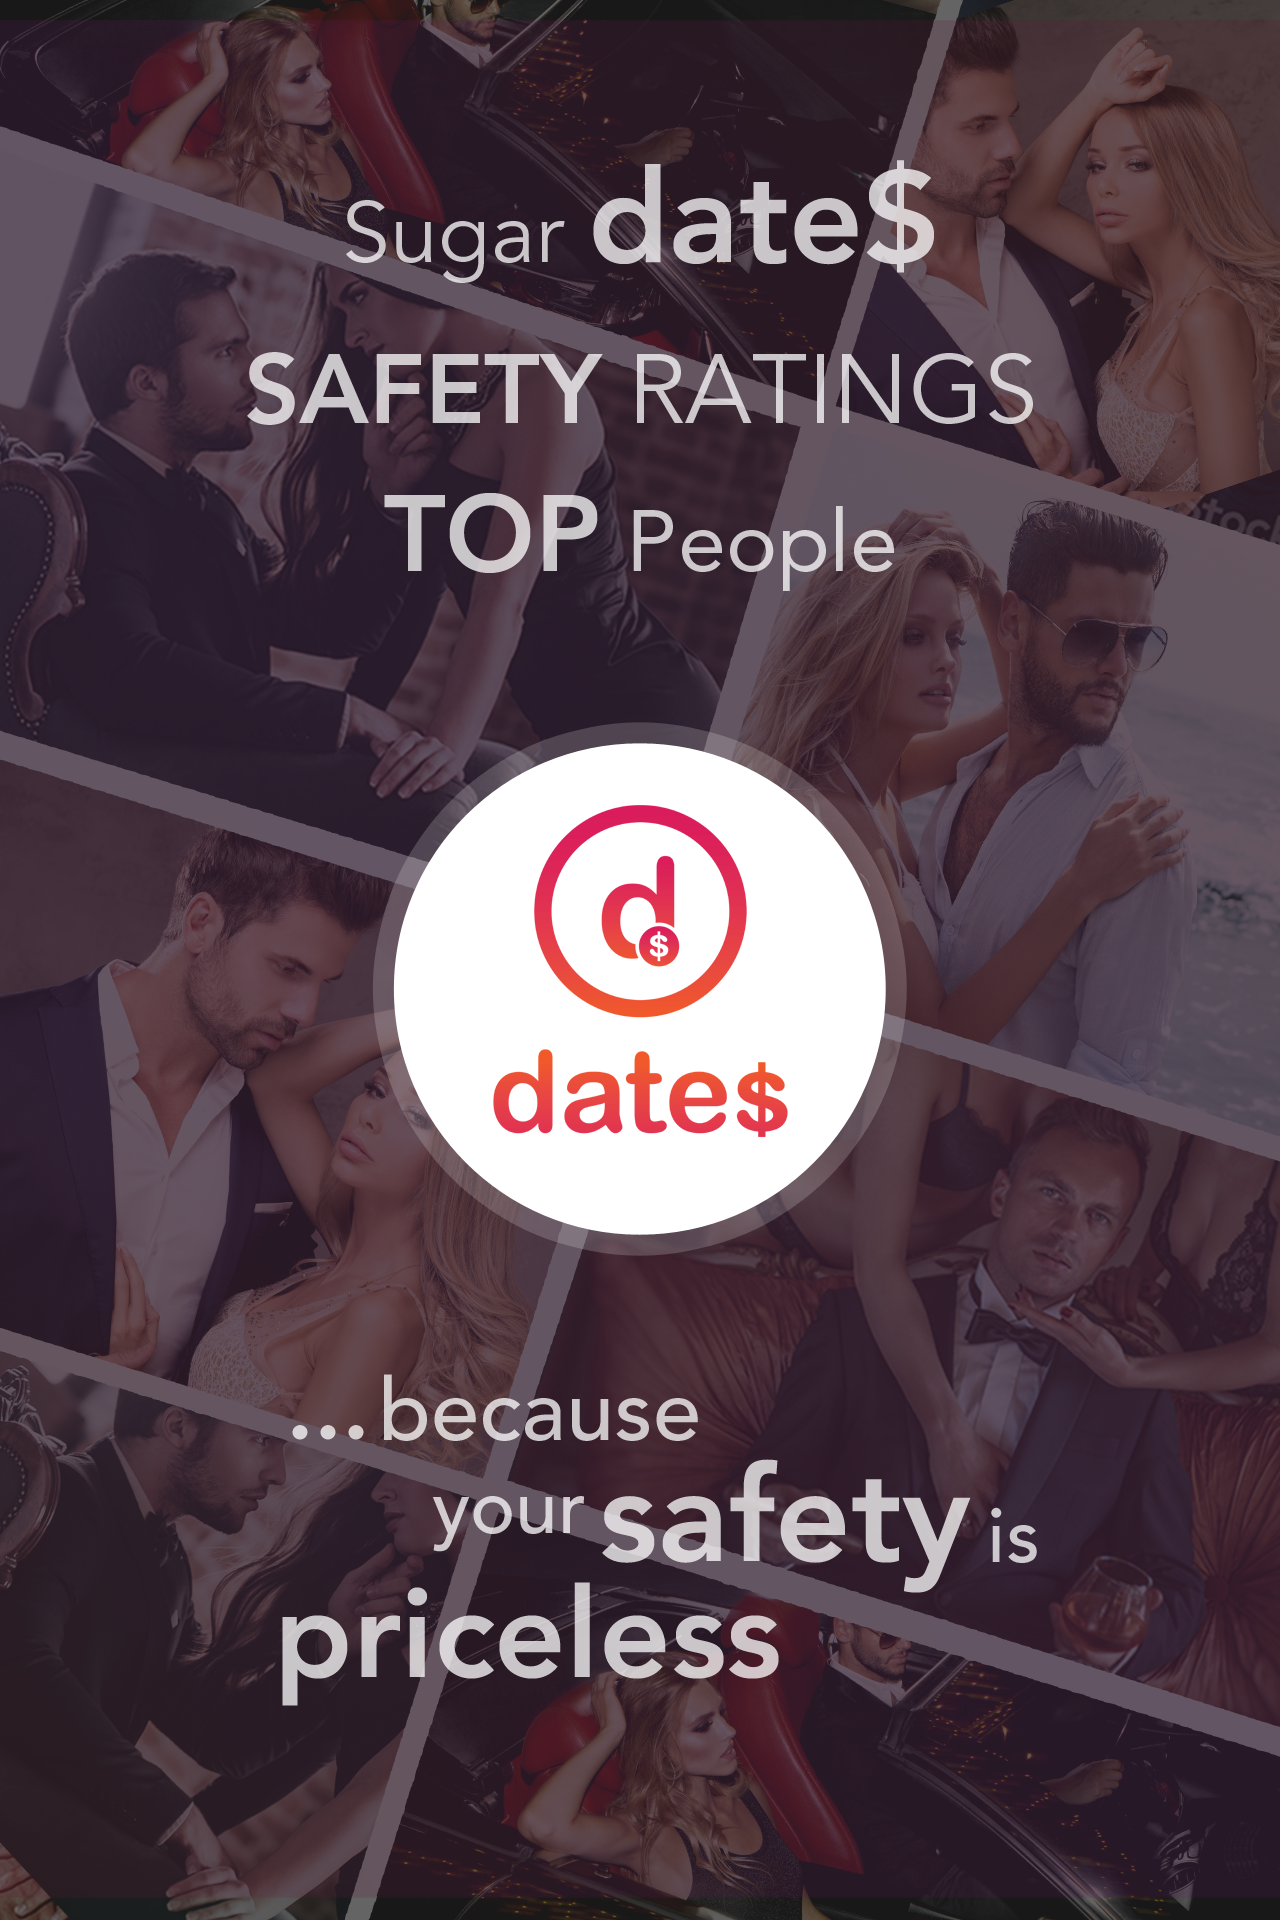 Sugar date$
SAFETY RATINGS
TOP People
d
$
date$
...because
your safety is
priceless